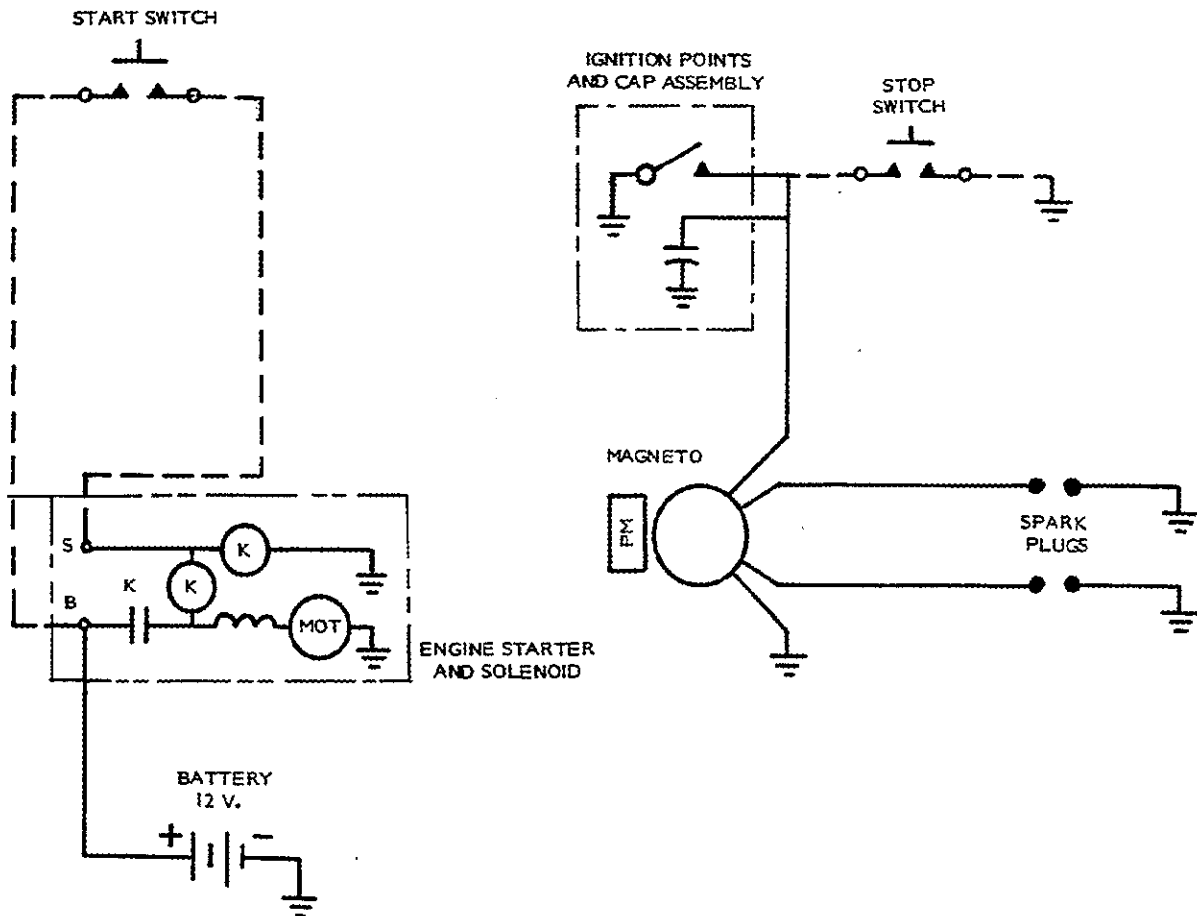 START SWITCH
IGNITION POINTS
AND CAP ASSEMBLY
STOP
SWITCH
MAGNETO
PM
SPARK
PLUGS
S
K
K
B
K
MOT
ENGINE STARTER
AND SOLENOID
BATTERY
12 V.
+
-